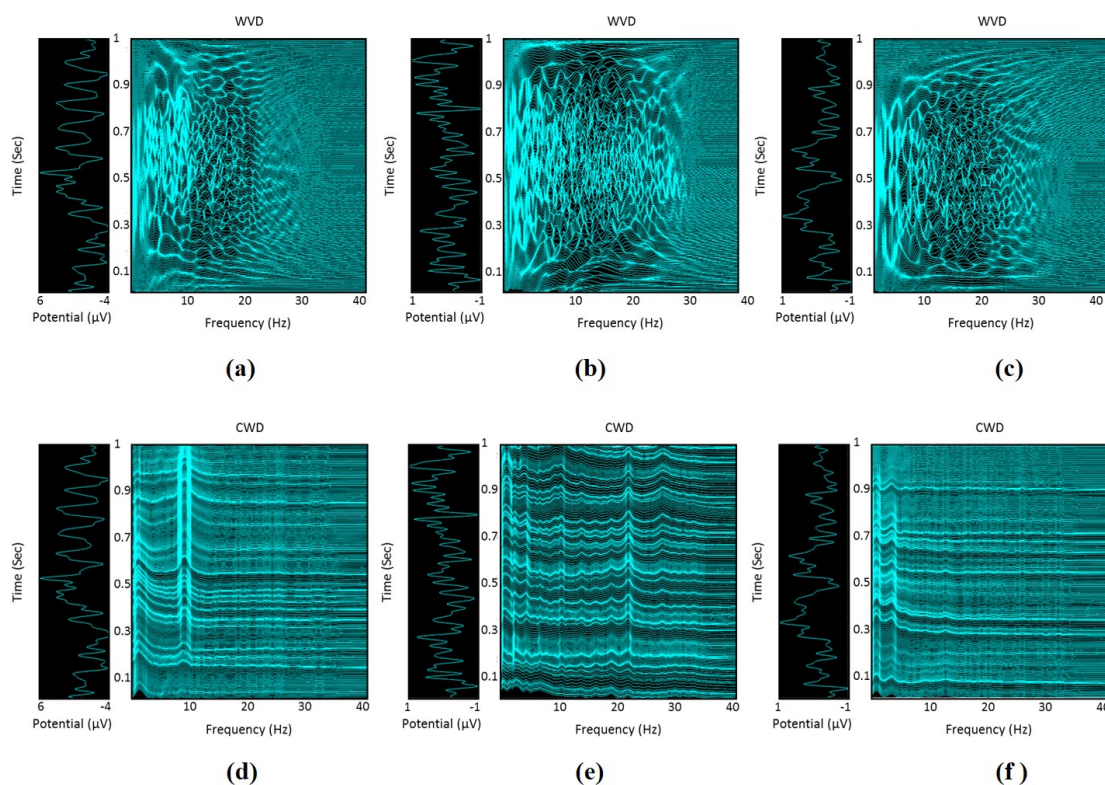 WVD
Time (Sec)
1
0.9
0.7
0.5
0.3
0.1
6 -4
10 20 30 40
Potential (µV)
Frequency (Hz)
(a)
WVD
Time (Sec)
1
0.9
0.7
0.5
0.3
0.1
1 -1
10 20 30 40
Potential (µV)
Frequency (Hz)
(b)
WVD
Time (Sec)
1
0.9
0.7
0.5
0.3
0.1
1 -1
10 20 30 40
Potential (µV)
Frequency (Hz)
(c)
CWD
Time (Sec)
1
0.9
0.7
0.5
0.3
0.1
6 -4
10 20 30 40
Potential (µV)
Frequency (Hz)
(d)
CWD
Time (Sec)
1
0.9
0.7
0.5
0.3
0.1
1 -1
10 20 30 40
Potential (µV)
Frequency (Hz)
(e)
CWD
Time (Sec)
1
0.9
0.7
0.5
0.3
0.1
1 -1
10 20 30 40
Potential (µV)
Frequency (Hz)
(f )